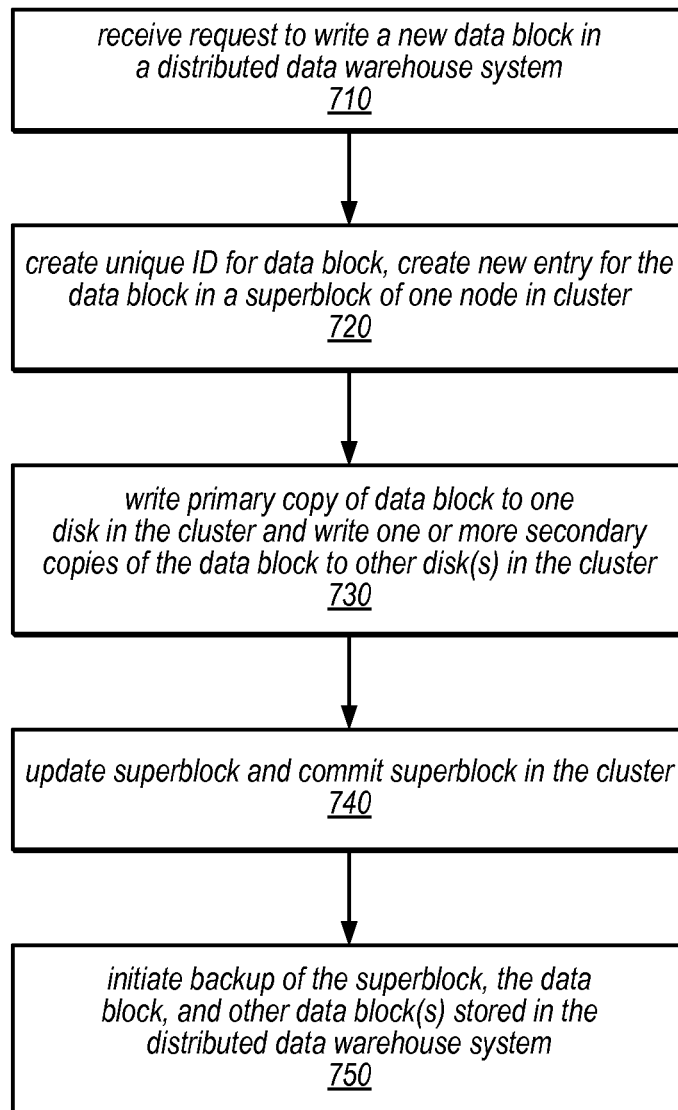 receive request to write a new data block in
a distributed data warehouse system
710
create unique ID for data block, create new entry for the
data block in a superblock of one node in cluster
720
write primary copy of data block to one
disk in the cluster and write one or more secondary
copies of the data block to other disk(s) in the cluster
730
update superblock and commit superblock in the cluster
740
initiate backup of the superblock, the data
block, and other data block(s) stored in the
distributed data warehouse system
750